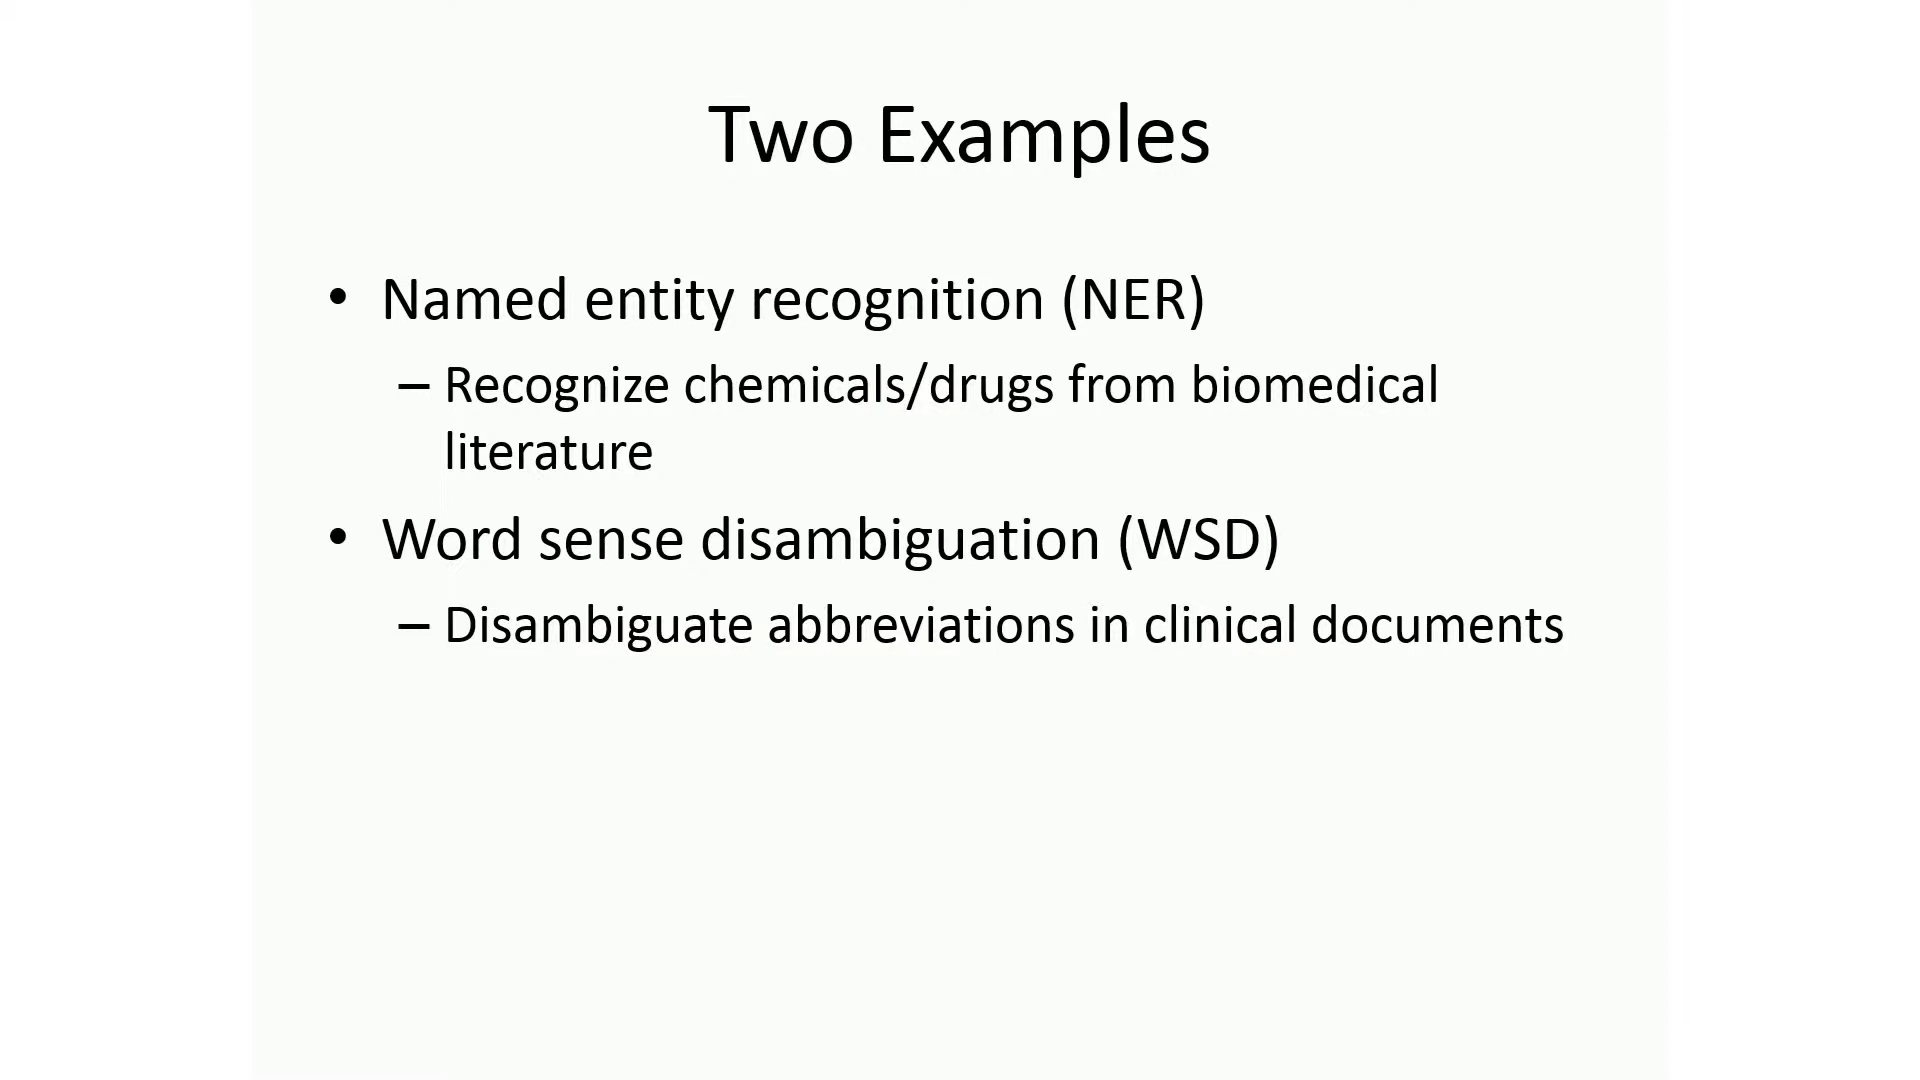 Two Examples
• Named entity recognition (NER)
– Recognize chemicals/drugs from biomedical
literature
• Word sense disambiguation (WSD)
– Disambiguate abbreviations in clinical documents